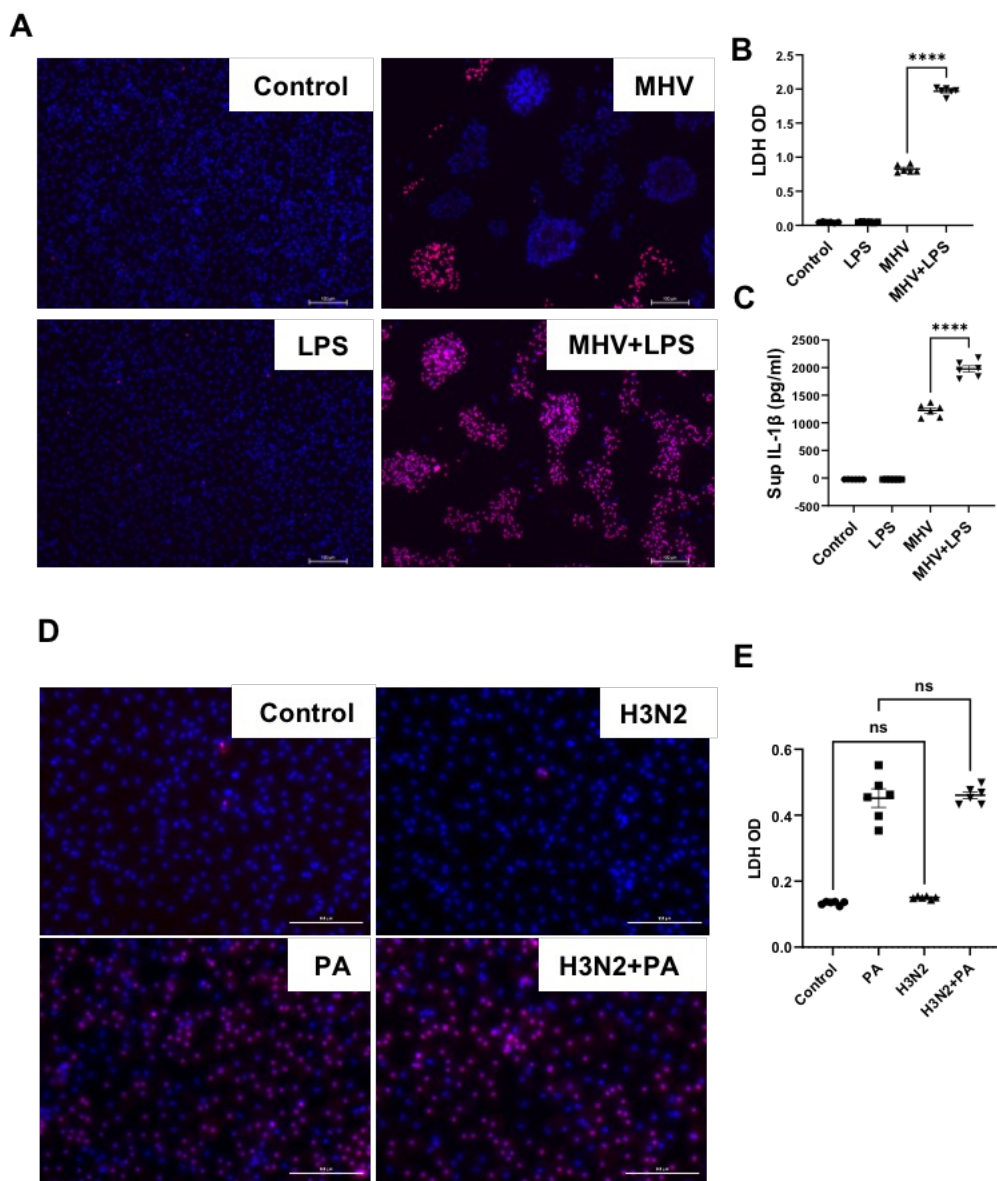 A
Control
MHV
LPS
MHV+LPS
B
LDH OD
2.5
2.0
1.5
1.0
0.5
0.0
****
Control
LPS
MHV
MHV+LPS
C
Sup IL-1β (pg/ml)
2500
2000
1500
1000
500
0
-500
****
Control
LPS
MHV
MHV+LPS
D
Control
H3N2
PA
H3N2+PA
E
ns
ns
LDH OD
0.6
0.4
0.2
0.0
Control
PA
H3N2
H3N2+PA